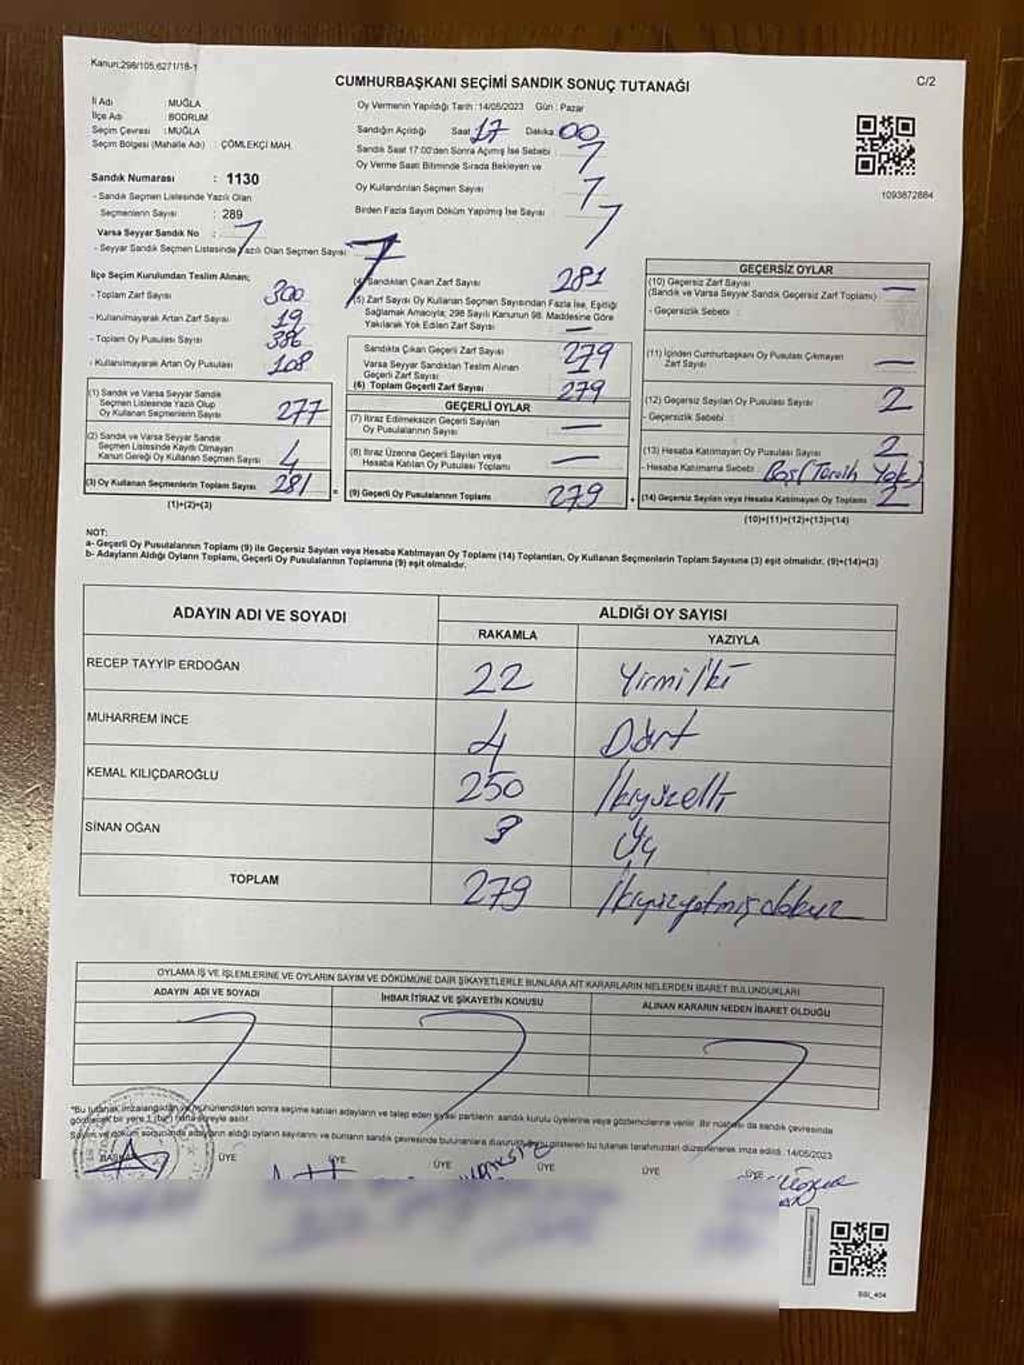 Kanun:298/105,6271/18-1
CUMHURBAŞKANI SEÇİMİ SANDIK SONUÇ TUTANAĞI
C/2
İl Adı : MUĞLA
İlçe Adı : BODRUM
Seçim Çevresi : MUĞLA
Seçim Bölgesi (Mahalle Adı) : ÇÖMLEKÇİ MAH.
Oy Vermenin Yapıldığı Tarih :14/05/2023 Gün : Pazar
Sandığın Açıldığı Saat: 17 Dakika: 00
Sandık Saat 17:00'den Sonra Açımış İse Sebebi :
Oy Verme Saati Bitiminde Sırada Bekleyen ve
Oy Kullandırılan Seçmen Sayısı
Birden Fazla Sayım Döküm Yapılmış İse Sayısı
1093872884
Sandık Numarası : 1130
- Sandık Seçmen Listesinde Yazılı Olan
Seçmenlerin Sayısı : 289
Varsa Seyyar Sandık No :
- Seyyar Sandık Seçmen Listesinde Yazılı Olan Seçmen Sayısı
İlçe Seçim Kurulundan Teslim Alınan;
- Toplam Zarf Sayısı 300
- Kullanılmayarak Artan Zarf Sayısı 19
- Toplam Oy Pusulası Sayısı 386
- Kullanılmayarak Artan Oy Pusulası 108
(1) Sandık ve Varsa Seyyar Sandık
Seçmen Listesinde Yazılı Olup
Oy Kullanan Seçmenlerin Sayısı 277
(2) Sandık ve Varsa Seyyar Sandık
Seçmen Listesinde Kayıtlı Olmayan
Kanun Gereği Oy Kullanan Seçmen Sayısı 4
(3) Oy Kullanan Seçmenlerin Toplam Sayısı 281
(1)+(2)=(3)
(4) Sandıktan Çıkan Zarf Sayısı 281
(5) Zarf Sayısı Oy Kullanan Seçmen Sayısından Fazla İse, Eşitliği
Sağlamak Amacıyla; 298 Sayılı Kanunun 98. Maddesine Göre
Yakılarak Yok Edilen Zarf Sayısı —
Sandıkta Çıkan Geçerli Zarf Sayısı 279
Varsa Seyyar Sandıktan Teslim Alınan
Geçerli Zarf Sayısı
(6) Toplam Geçerli Zarf Sayısı 279
GEÇERLİ OYLAR
(7) İtiraz Edilmeksizin Geçerli Sayılan
Oy Pusulalarının Sayısı —
(8) İtiraz Üzerine Geçerli Sayılan veya
Hesaba Katılan Oy Pusulası Toplamı —
= (9) Geçerli Oy Pusulalarının Toplamı 279 +
GEÇERSİZ OYLAR
(10) Geçersiz Zarf Sayısı —
(Sandık ve Varsa Seyyar Sandık Geçersiz Zarf Toplamı)
- Geçersizlik Sebebi :
(11) İçinden Cumhurbaşkanı Oy Pusulası Çıkmayan
Zarf Sayısı —
(12) Geçersiz Sayılan Oy Pusulası Sayısı 2
- Geçersizlik Sebebi :
(13) Hesaba Katılmayan Oy Pusulası Sayısı 2
- Hesaba Katılmama Sebebi : Boş (Tercih Yok)
(14) Geçersiz Sayılan veya Hesaba Katılmayan Oy Toplamı 2
(10)+(11)+(12)+(13)=(14)
NOT:
a- Geçerli Oy Pusulalarının Toplamı (9) ile Geçersiz Sayılan veya Hesaba Katılmayan Oy Toplamı (14) Toplamları, Oy Kullanan Seçmenlerin Toplam Sayısına (3) eşit olmalıdır. (9)+(14)=(3)
b- Adayların Aldığı Oyların Toplamı, Geçerli Oy Pusulalarının Toplamına (9) eşit olmalıdır.
ADAYIN ADI VE SOYADI ALDIĞI OY SAYISI
RAKAMLA YAZIYLA
RECEP TAYYİP ERDOĞAN 22 Yirmiİki
MUHARREM İNCE 4 Dört
KEMAL KILIÇDAROĞLU 250 İkiyüzelli
SİNAN OĞAN 3 Üç
TOPLAM 279 İkiyüzyetmişdokuz
OYLAMA İŞ VE İŞLEMLERİNE VE OYLARIN SAYIM VE DÖKÜMÜNE DAİR ŞİKAYETLERLE BUNLARA AİT KARARLARIN NELERDEN İBARET BULUNDUKLARI
ADAYIN ADI VE SOYADI İHBAR İTİRAZ VE ŞİKAYETİN KONUSU ALINAN KARARIN NEDEN İBARET OLDUĞU
*Bu tutanak imzalandıktan ve mühürlendikten sonra seçime katılan adayların ve talep eden siyasi partilerin sandık kurulu üyelerine veya gözlemcilerine verilir. Bir nüshası da sandık çevresinde
görülecek bir yere 1 (bir) hafta süreyle asılır.
Sayım ve döküm sonucunda adayların aldığı oyların sayılarını ve bunların sandık çevresinde bulunanlara duyurulduğunu gösteren bu tutanak tarafımızdan düzenlenerek imza edildi. 14/05/2023
BAŞKAN ÜYE ÜYE ÜYE ÜYE ÜYE ÜYE
SSI_404